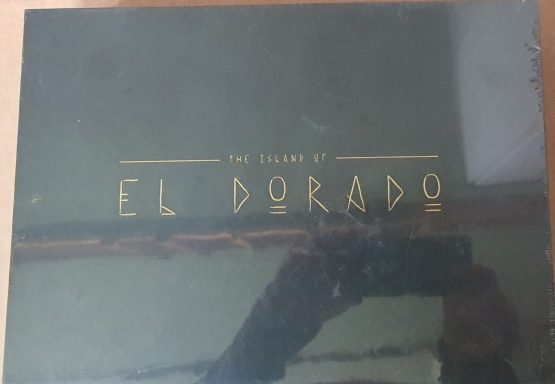 THE ISLAND OF
EL DORADO